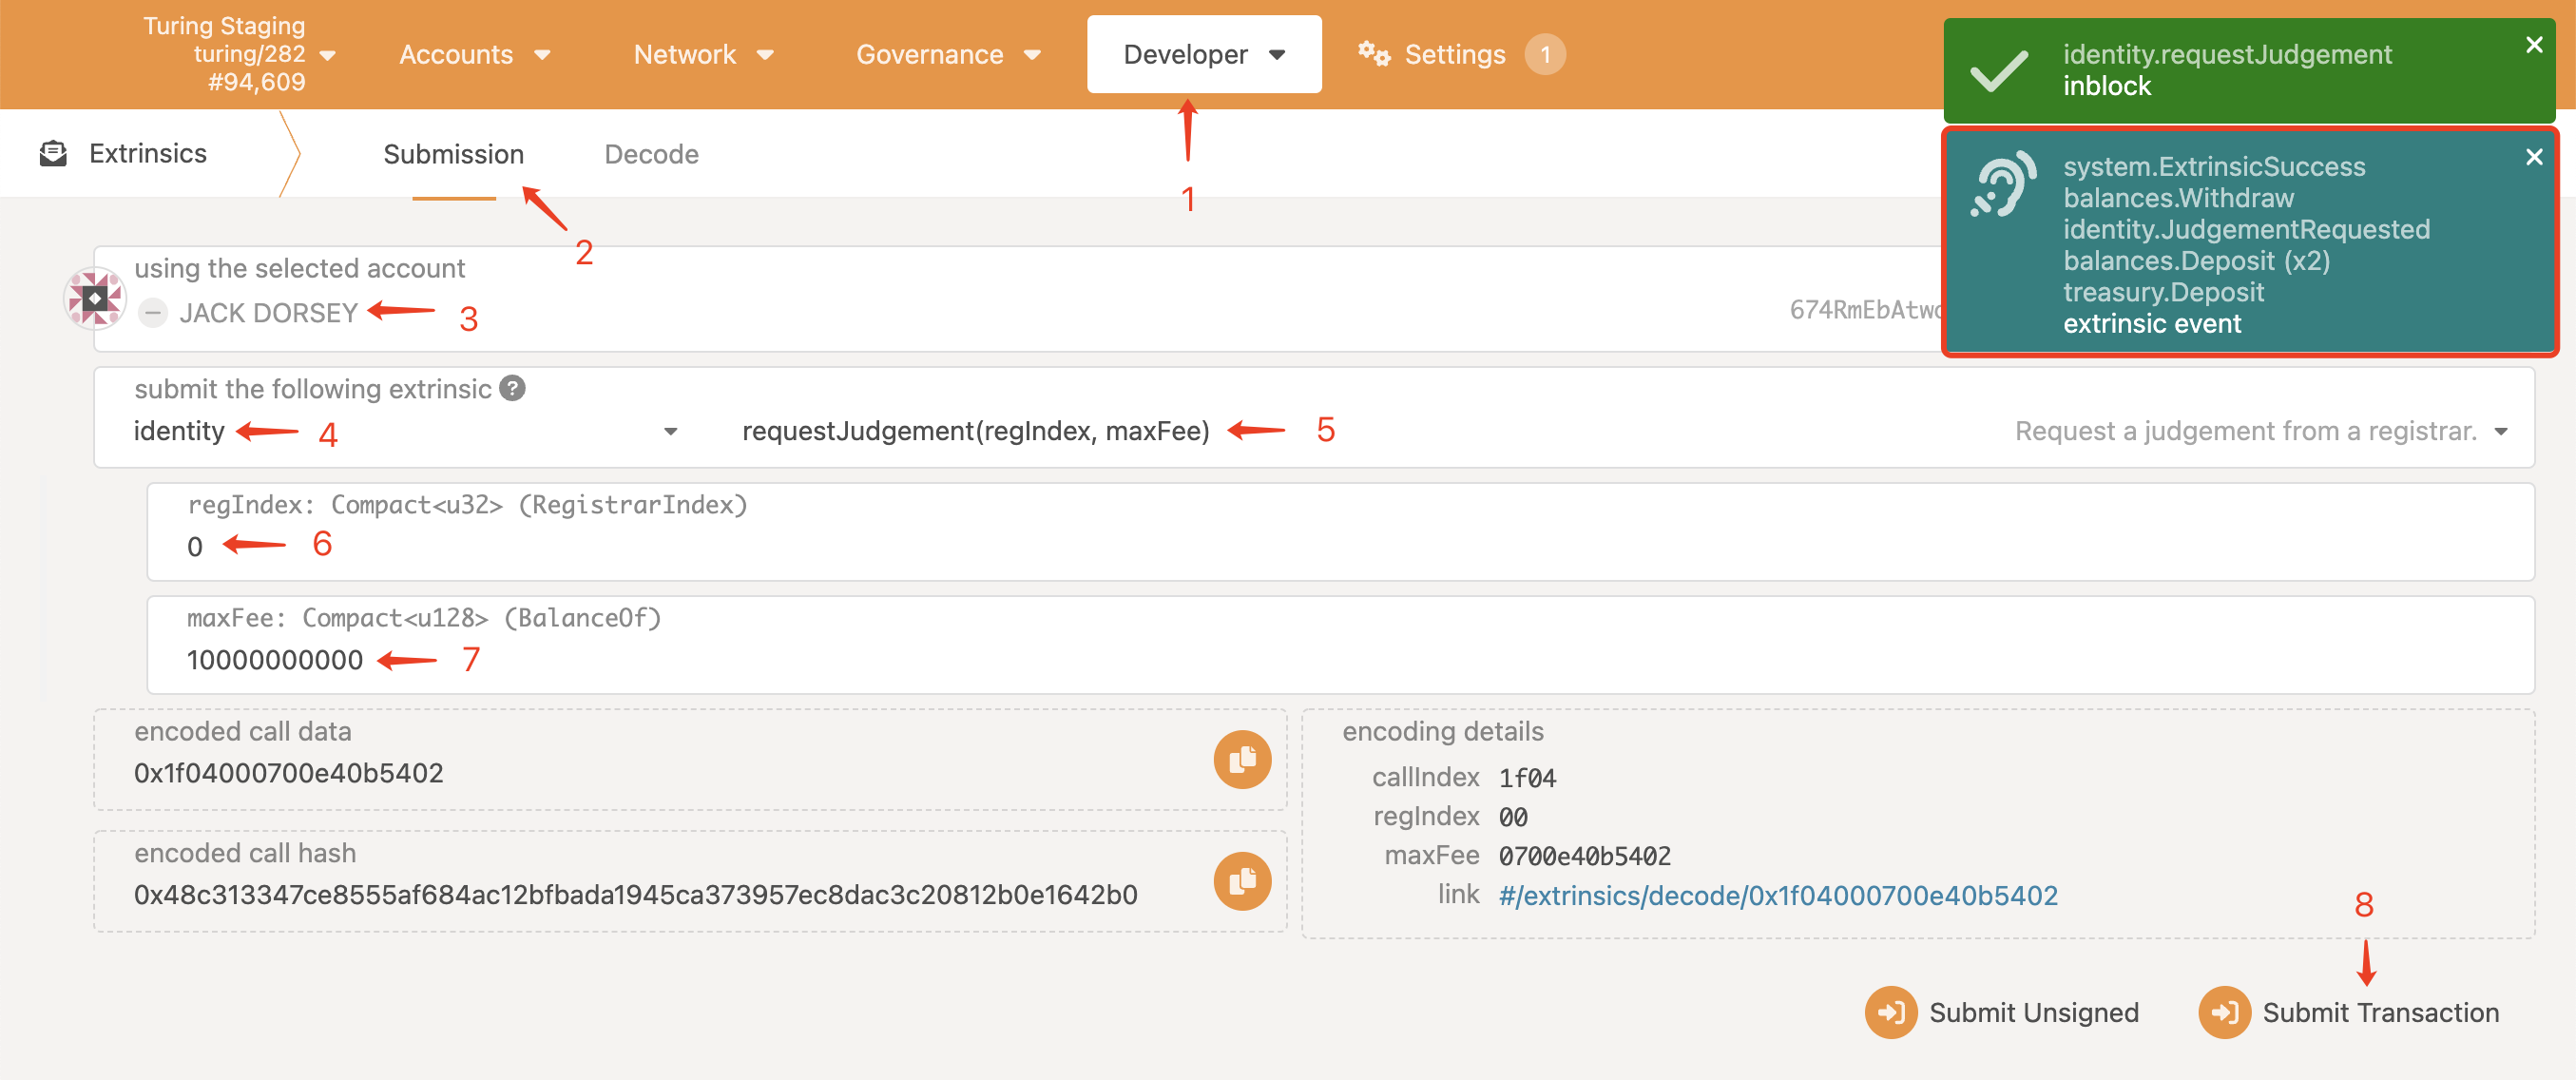 Turing Staging
turing/282
#94,609
Accounts
Network
Governance
Developer
Settings 1
identity.requestJudgement
inblock
system.ExtrinsicSuccess
balances.Withdraw
identity.JudgementRequested
balances.Deposit (x2)
treasury.Deposit
extrinsic event
Extrinsics
Submission
Decode
1
2
using the selected account
JACK DORSEY
3
submit the following extrinsic ?
identity
4
requestJudgement(regIndex, maxFee)
5
Request a judgement from a registrar.
regIndex: Compact<u32> (RegistrarIndex)
0
6
maxFee: Compact<u128> (BalanceOf)
10000000000
7
encoded call data
0x1f04000700e40b5402
encoded call hash
0x48c313347ce8555af684ac12bfbada1945ca373957ec8dac3c20812b0e1642b0
encoding details
callIndex 1f04
regIndex 00
maxFee 0700e40b5402
link #/extrinsics/decode/0x1f04000700e40b5402
8
Submit Unsigned
Submit Transaction